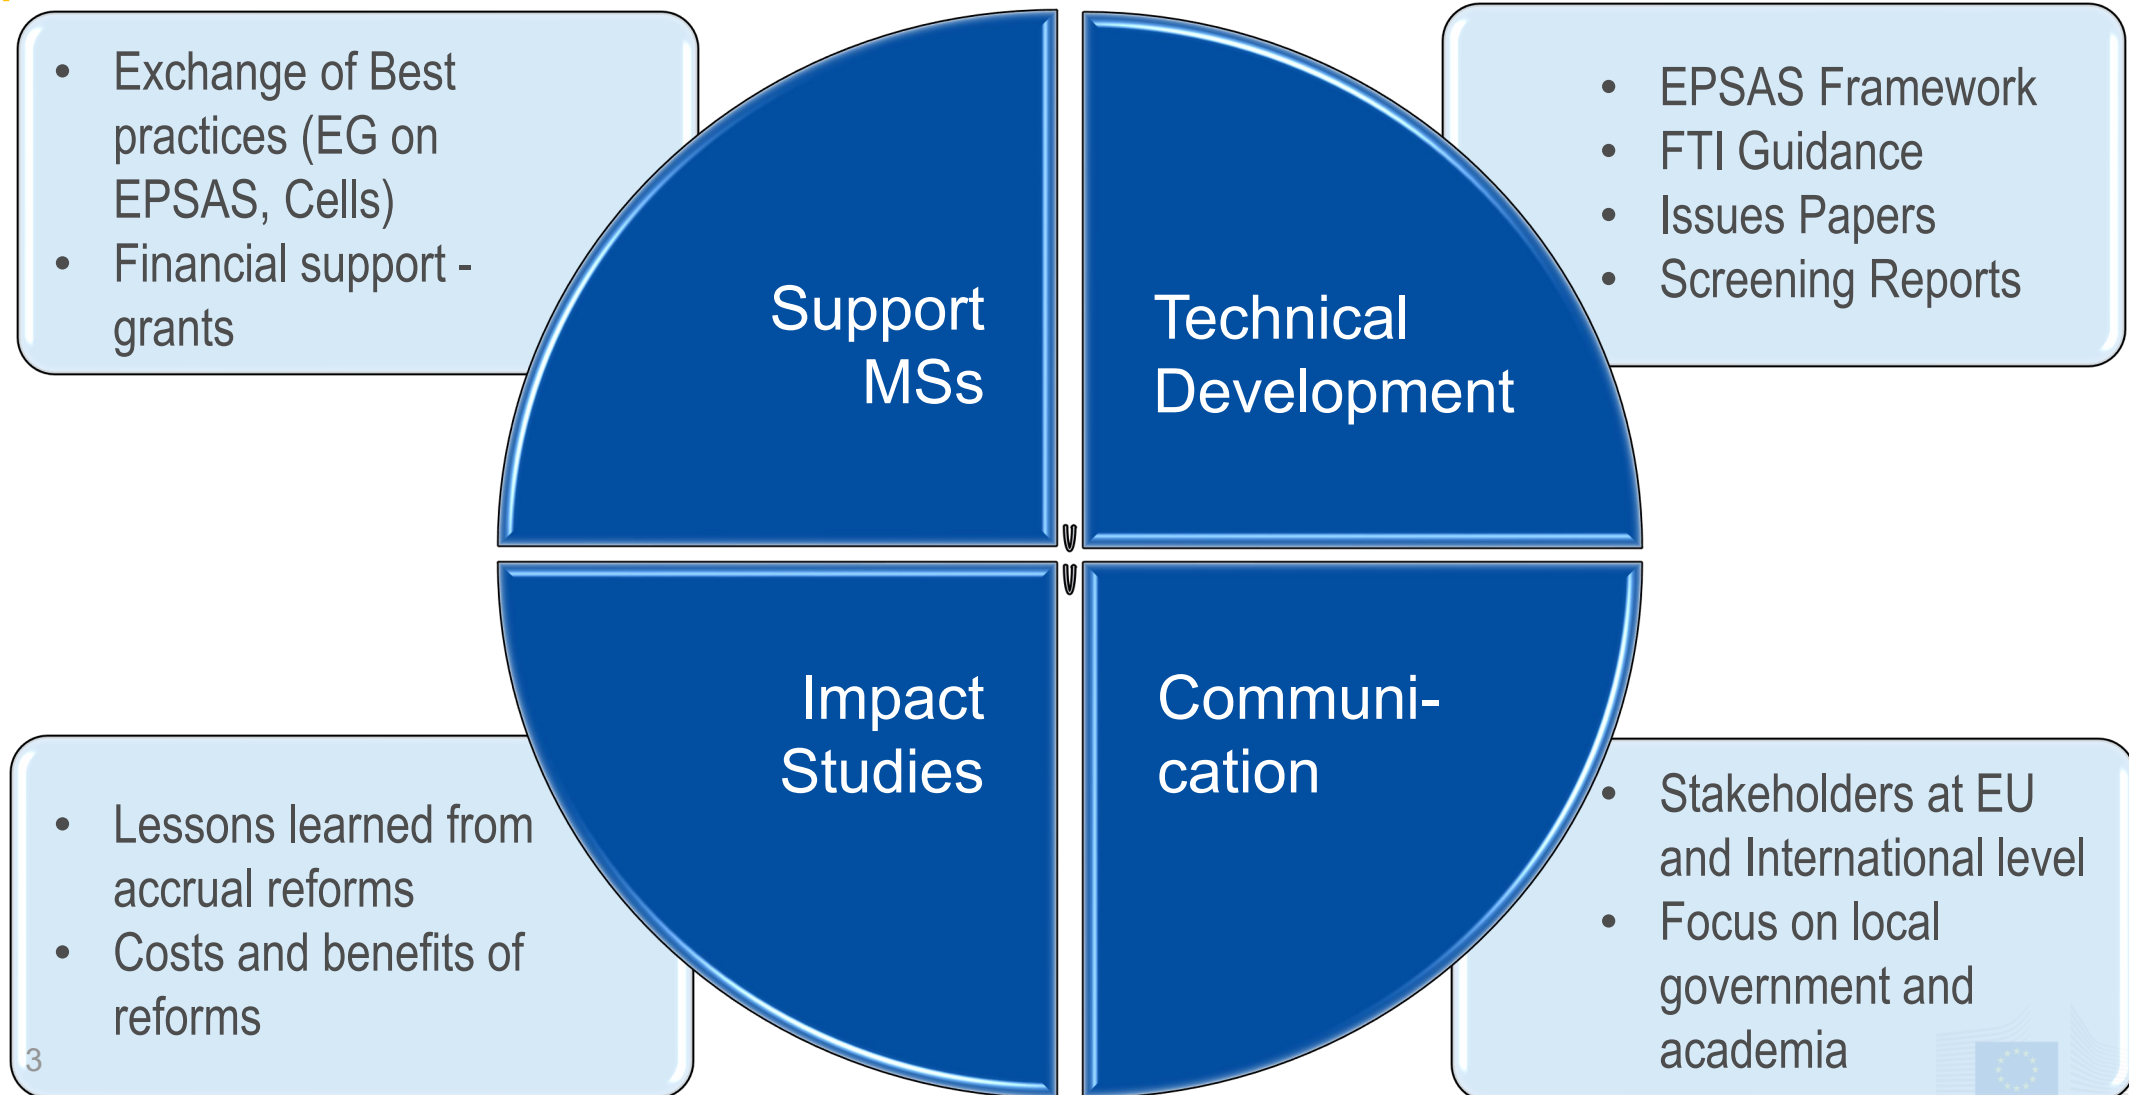 • Exchange of Best
practices (EG on
EPSAS, Cells)
• Financial support -
grants
Support
MSs
Technical
Development
• EPSAS Framework
• FTI Guidance
• Issues Papers
• Screening Reports
Impact
Studies
Communi-
cation
• Lessons learned from
accrual reforms
• Costs and benefits of
reforms
• Stakeholders at EU
and International level
• Focus on local
government and
academia
3